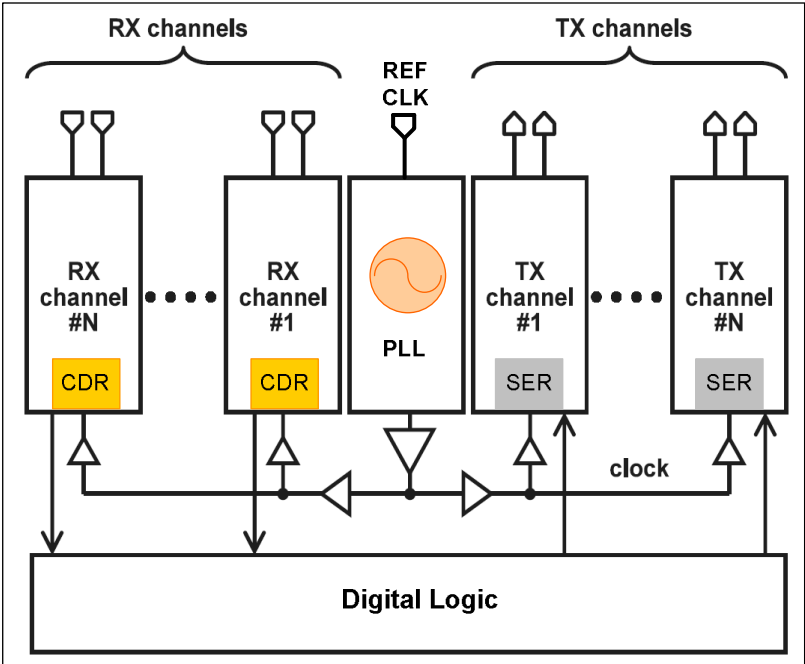 RX channels
TX channels
REF
CLK
RX
channel
#N
RX
channel
#1
PLL
TX
channel
#1
TX
channel
#N
CDR
CDR
SER
SER
clock
Digital Logic